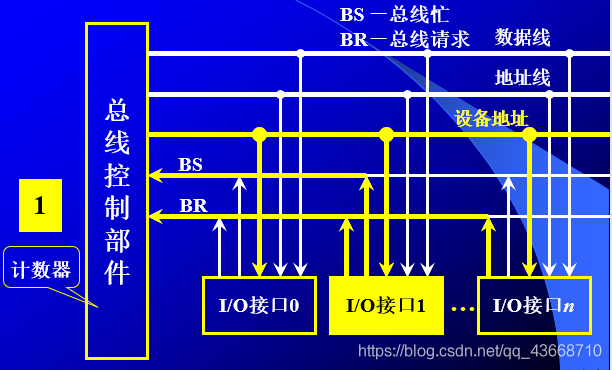 BS－总线忙
BR－总线请求
数据线
地址线
设备地址
总线控制部件
BS
BR
1
计数器
I/O接口0
I/O接口1
…
I/O接口n
https://blog.csdn.net/qq_43668710